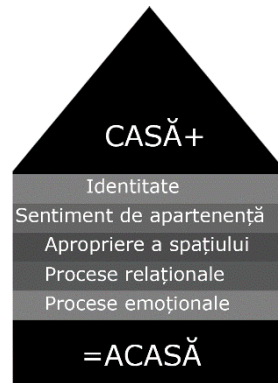 CASĂ+
Identitate
Sentiment de apartenență
Apropriere a spațiului
Procese relaționale
Procese emoționale
=ACASĂ